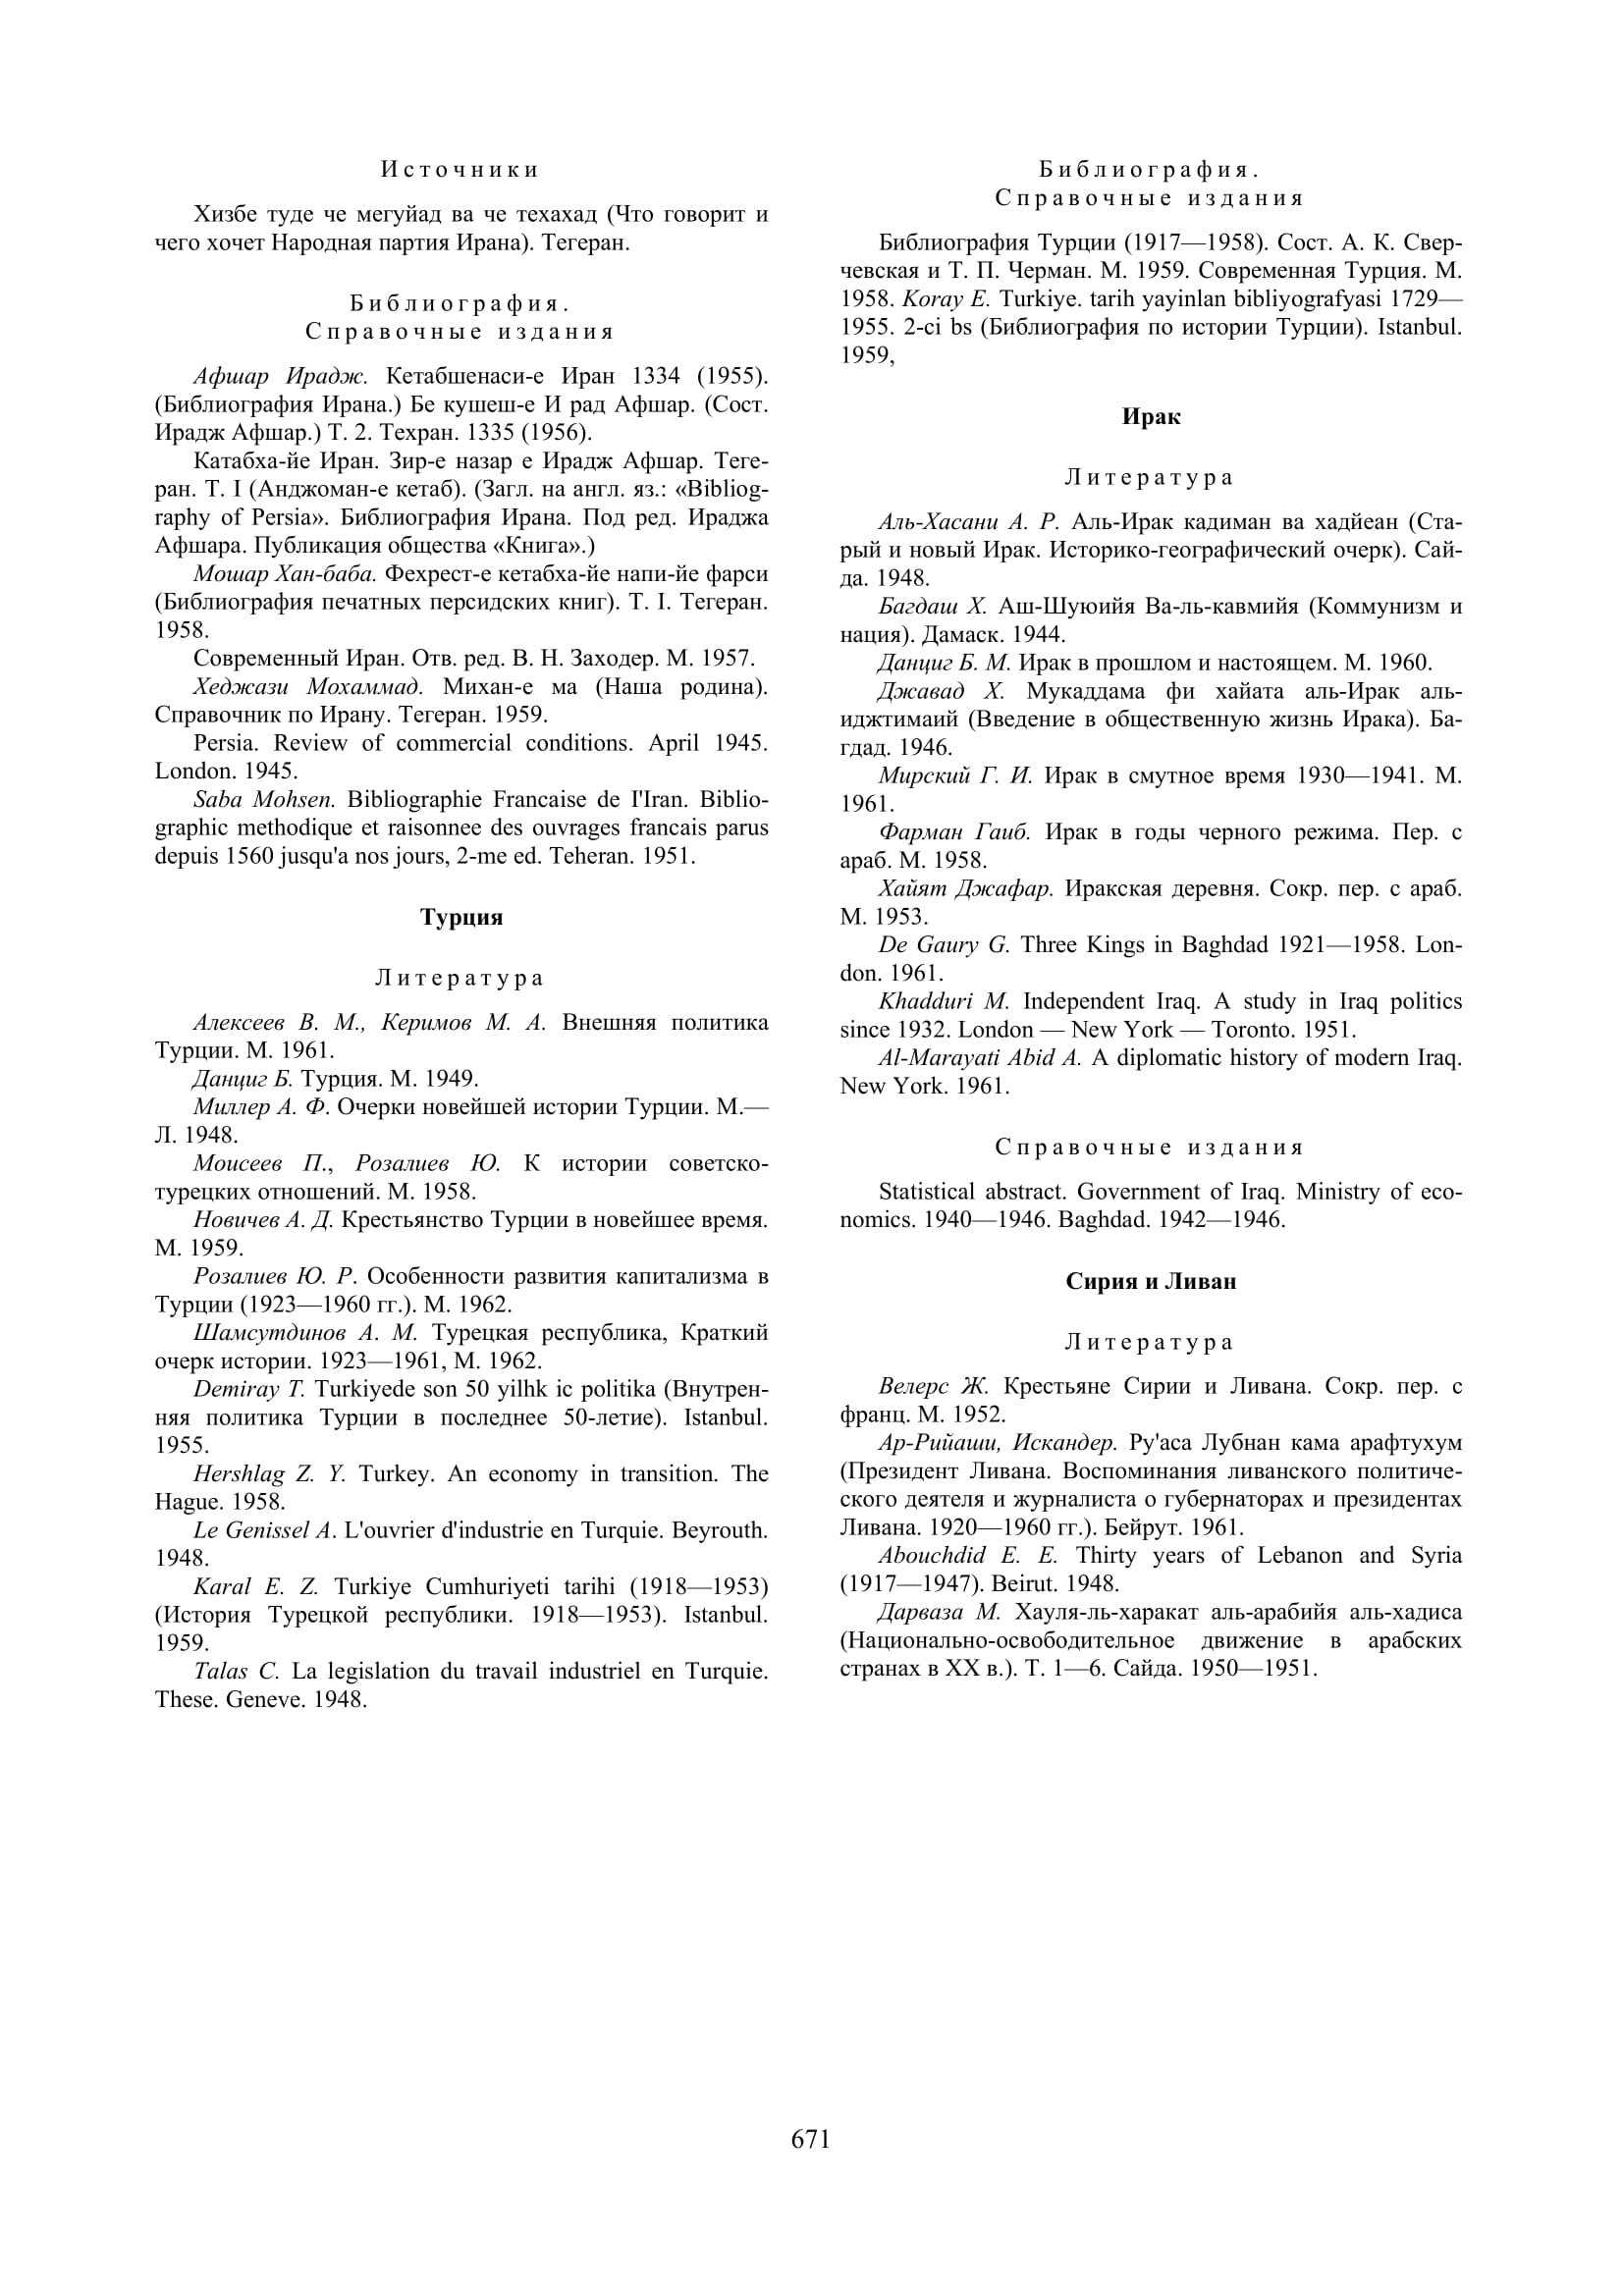 Источники
Хизбе туде че мегуйад ва че техахад (Что говорит и
чего хочет Народная партия Ирана). Тегеран.
Библиография.
Справочные издания
Афшар Ирадж. Кетабшенаси-е Иран 1334 (1955).
(Библиография Ирана.) Бе кушеш-е И рад Афшар. (Сост.
Ирадж Афшар.) Т. 2. Техран. 1335 (1956).
Катабха-йе Иран. Зир-е назар е Ирадж Афшар. Теге-
ран. Т. I (Анджоман-е кетаб). (Загл. на англ. яз.: «Bibliog-
raphy of Persia». Библиография Ирана. Под ред. Ираджа
Афшара. Публикация общества «Книга».)
Мошар Хан-баба. Фехрест-е кетабха-йе напи-йе фарси
(Библиография печатных персидских книг). Т. I. Тегеран.
1958.
Современный Иран. Отв. ред. В. Н. Заходер. М. 1957.
Хеджази Мохаммад. Михан-е ма (Наша родина).
Справочник по Ирану. Тегеран. 1959.
Persia. Review of commercial conditions. April 1945.
London. 1945.
Saba Mohsen. Bibliographie Francaise de I'Iran. Biblio-
graphic methodique et raisonnee des ouvrages francais parus
depuis 1560 jusqu'a nos jours, 2-me ed. Teheran. 1951.
Турция
Литература
Алексеев В. М., Керимов М. А. Внешняя политика
Турции. М. 1961.
Данциг Б. Турция. М. 1949.
Миллер А. Ф. Очерки новейшей истории Турции. М.—
Л. 1948.
Моисеев П., Розалиев Ю. К истории советско-
турецких отношений. М. 1958.
Новичев А. Д. Крестьянство Турции в новейшее время.
М. 1959.
Розалиев Ю. Р. Особенности развития капитализма в
Турции (1923—1960 гг.). М. 1962.
Шамсутдинов А. М. Турецкая республика, Краткий
очерк истории. 1923—1961, М. 1962.
Demiray T. Turkiyede son 50 yilhk ic politika (Внутрен-
няя политика Турции в последнее 50-летие). Istanbul.
1955.
Hershlag Z. Y. Turkey. An economy in transition. The
Hague. 1958.
Le Genissel A. L'ouvrier d'industrie en Turquie. Beyrouth.
1948.
Karal E. Z. Turkiye Cumhuriyeti tarihi (1918—1953)
(История Турецкой республики. 1918—1953). Istanbul.
1959.
Talas C. La legislation du travail industriel en Turquie.
These. Geneve. 1948.
Библиография.
Справочные издания
Библиография Турции (1917—1958). Сост. А. К. Свер-
чевская и Т. П. Черман. М. 1959. Современная Турция. М.
1958. Koray E. Turkiye. tarih yayinlan bibliyografyasi 1729—
1955. 2-ci bs (Библиография по истории Турции). Istanbul.
1959,
Ирак
Литература
Аль-Хасани А. Р. Аль-Ирак кадиман ва хадйеан (Ста-
рый и новый Ирак. Историко-географический очерк). Сай-
да. 1948.
Багдаш Х. Аш-Шуюийя Ва-ль-кавмийя (Коммунизм и
нация). Дамаск. 1944.
Данциг Б. М. Ирак в прошлом и настоящем. М. 1960.
Джавад Х. Мукаддама фи хайата аль-Ирак аль-
иджтимаий (Введение в общественную жизнь Ирака). Ба-
гдад. 1946.
Мирский Г. И. Ирак в смутное время 1930—1941. М.
1961.
Фарман Гаиб. Ирак в годы черного режима. Пер. с
араб. М. 1958.
Хайят Джафар. Иракская деревня. Сокр. пер. с араб.
М. 1953.
De Gaury G. Three Kings in Baghdad 1921—1958. Lon-
don. 1961.
Khadduri M. Independent Iraq. A study in Iraq politics
since 1932. London — New York — Toronto. 1951.
Al-Marayati Abid A. A diplomatic history of modern Iraq.
New York. 1961.
Справочные издания
Statistical abstract. Government of Iraq. Ministry of eco-
nomics. 1940—1946. Baghdad. 1942—1946.
Сирия и Ливан
Литература
Велерс Ж. Крестьяне Сирии и Ливана. Сокр. пер. с
франц. М. 1952.
Ар-Рийаши, Искандер. Ру'аса Лубнан кама арафтухум
(Президент Ливана. Воспоминания ливанского политиче-
ского деятеля и журналиста о губернаторах и президентах
Ливана. 1920—1960 гг.). Бейрут. 1961.
Abouchdid E. E. Thirty years of Lebanon and Syria
(1917—1947). Beirut. 1948.
Дарваза М. Хауля-ль-харакат аль-арабийя аль-хадиса
(Национально-освободительное движение в арабских
странах в XX в.). Т. 1—6. Сайда. 1950—1951.
671